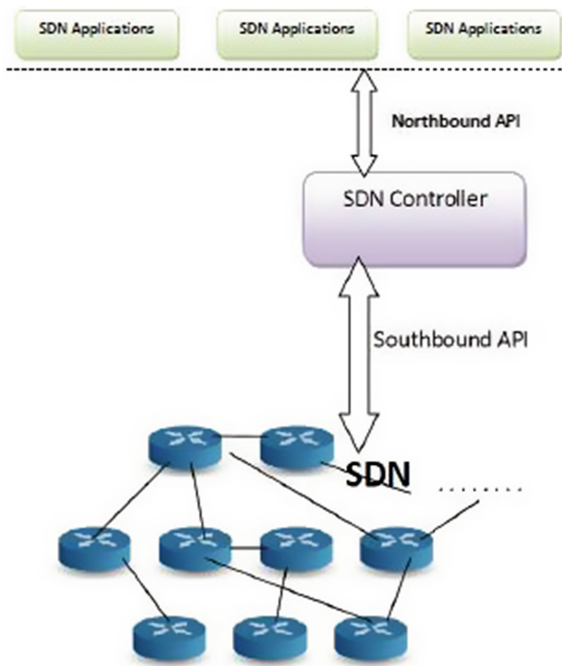 SDN Applications
SDN Applications
SDN Applications
Northbound API
SDN Controller
Southbound API
SDN